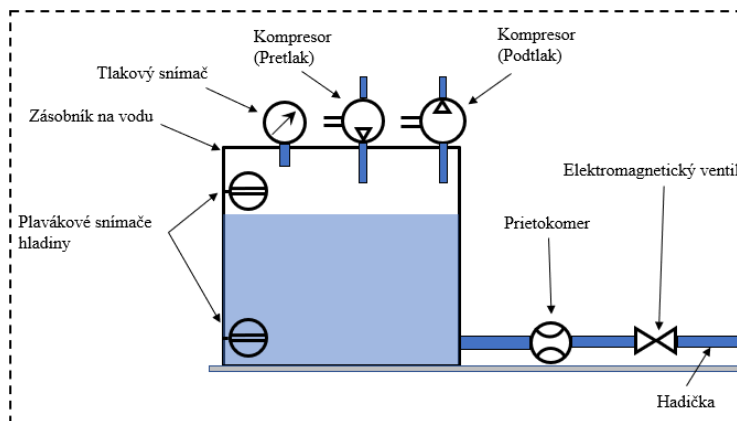 Kompresor
(Pretlak)
Kompresor
(Podtlak)
Tlakový snímač
Zásobník na vodu
Elektromagnetický ventil
Plavákové snímače
hladiny
Prietokomer
Hadička